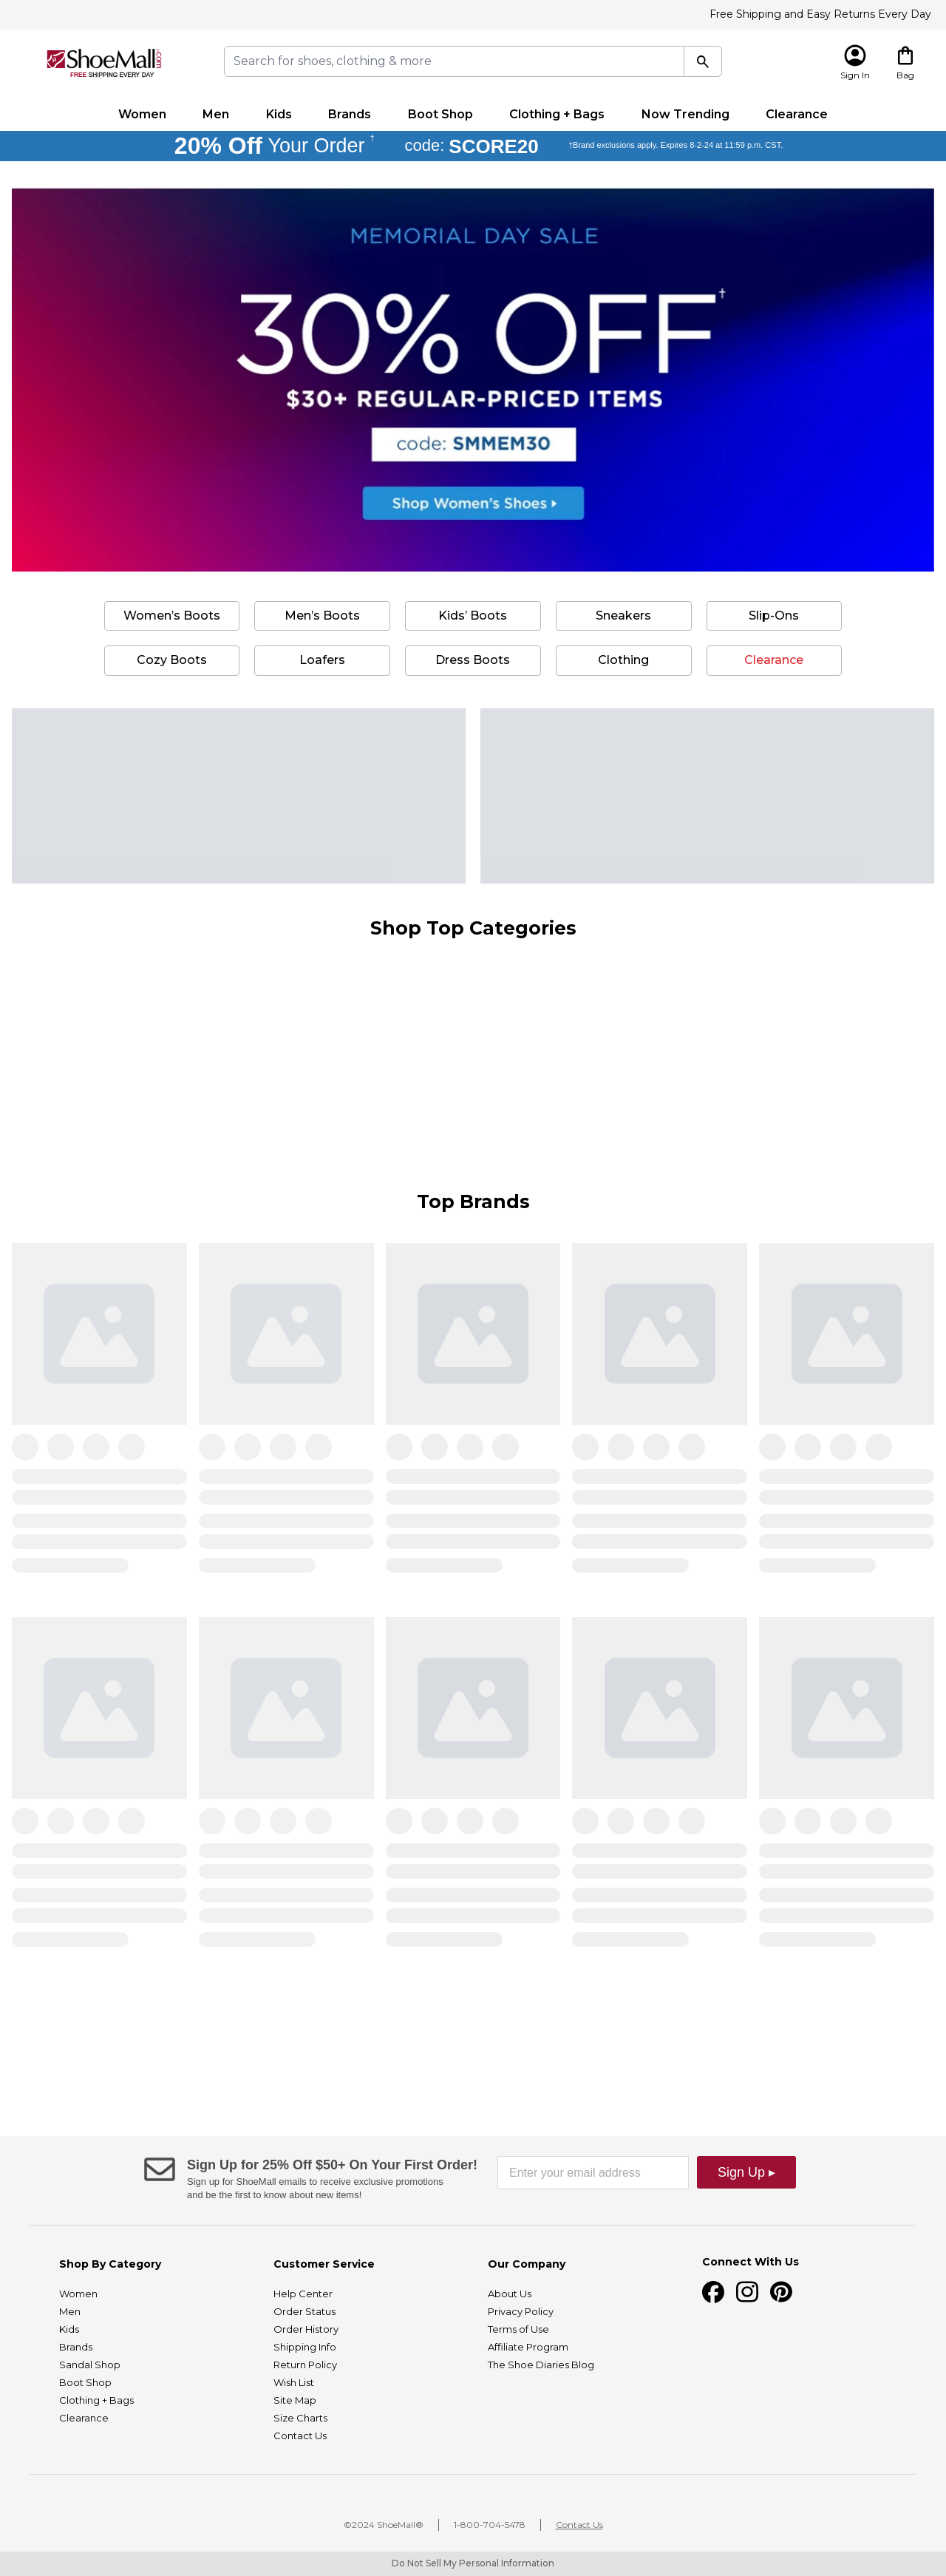 Free Shipping and Easy Returns Every Day
ShoeMall.com
FREE SHIPPING EVERY DAY
Search for shoes, clothing & more
Sign In
Bag
Women Men Kids Brands Boot Shop Clothing + Bags Now Trending Clearance
20% Off Your Order † code: SCORE20 †Brand exclusions apply. Expires 8-2-24 at 11:59 p.m. CST.
MEMORIAL DAY SALE
30% OFF†
$30+ REGULAR-PRICED ITEMS
code: SMMEM30
Shop Women's Shoes ▸
Women’s Boots Men’s Boots Kids’ Boots Sneakers Slip-Ons
Cozy Boots Loafers Dress Boots Clothing Clearance
Shop Top Categories
Top Brands
Sign Up for 25% Off $50+ On Your First Order!
Sign up for ShoeMall emails to receive exclusive promotions
and be the first to know about new items!
Enter your email address
Sign Up ▸
Shop By Category
Women
Men
Kids
Brands
Sandal Shop
Boot Shop
Clothing + Bags
Clearance
Customer Service
Help Center
Order Status
Order History
Shipping Info
Return Policy
Wish List
Site Map
Size Charts
Contact Us
Our Company
About Us
Privacy Policy
Terms of Use
Affiliate Program
The Shoe Diaries Blog
Connect With Us
©2024 ShoeMall® 1-800-704-5478 Contact Us
Do Not Sell My Personal Information